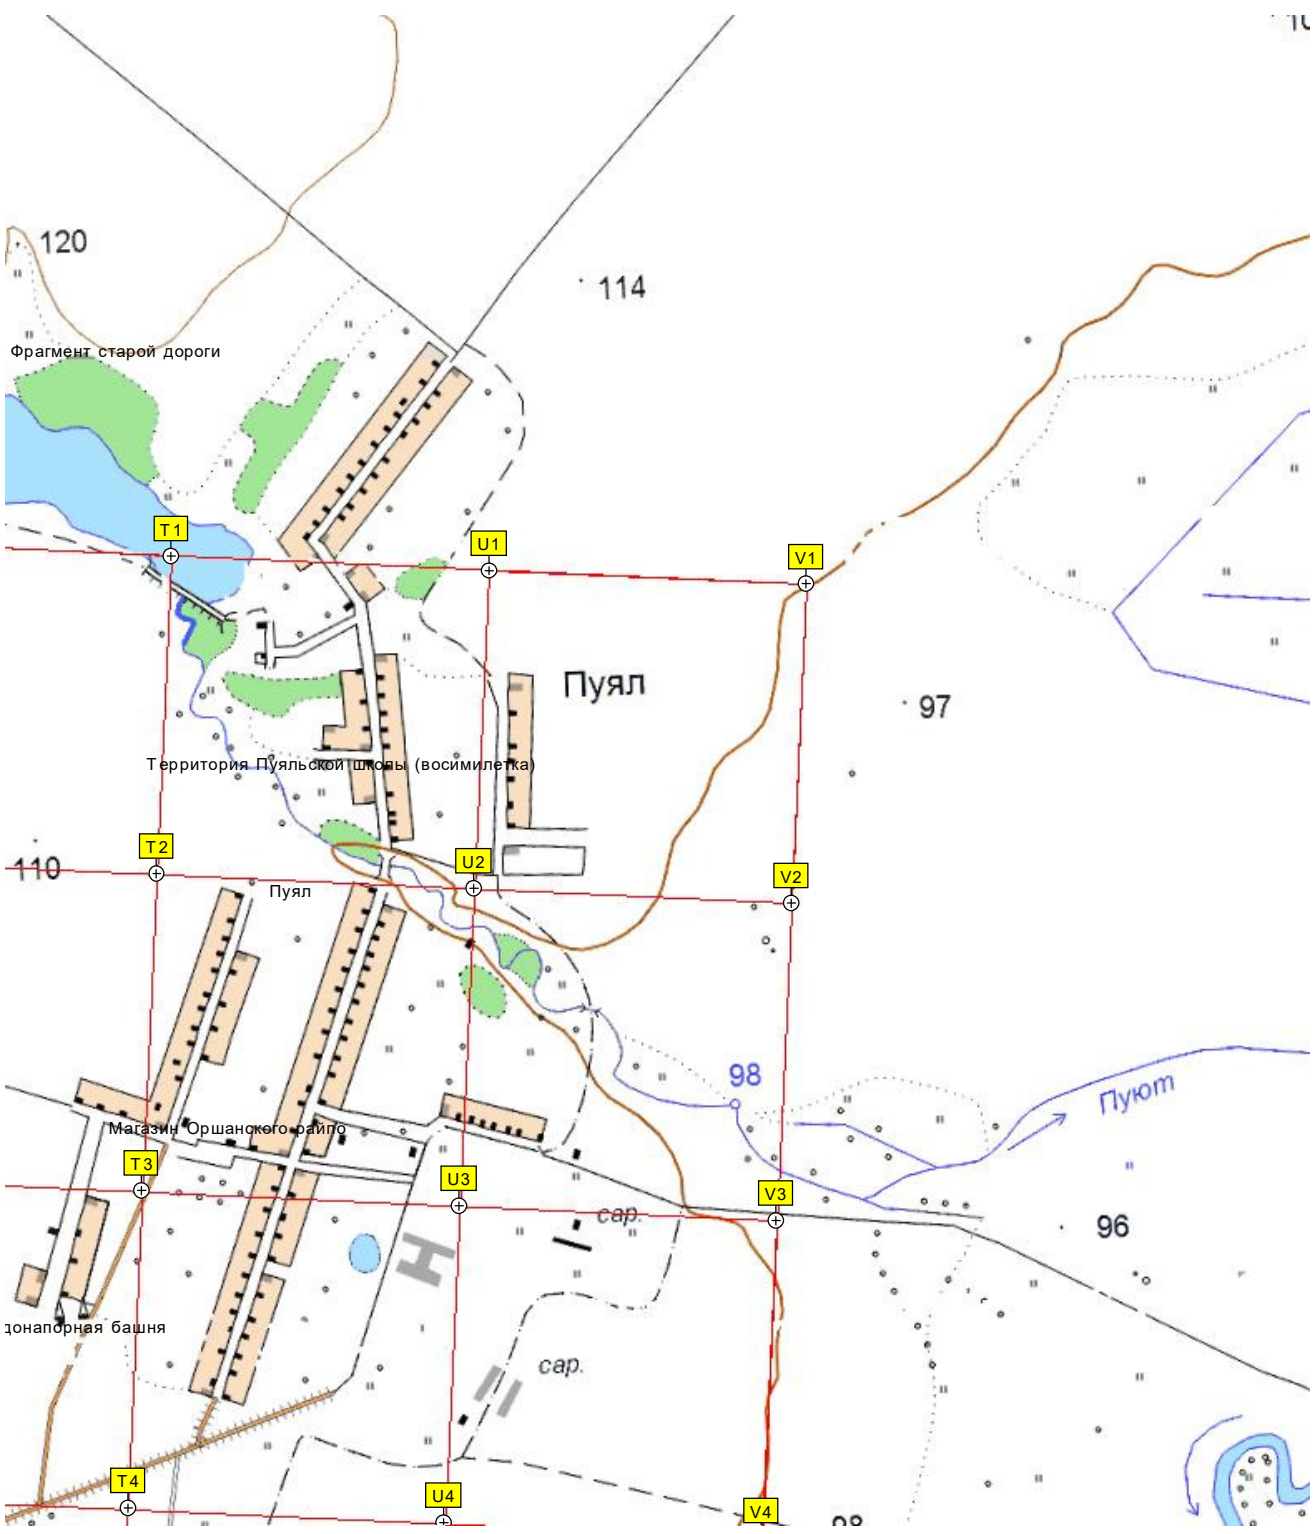 120
114
Фрагмент старой дороги
T1
U1
V1
Пуял
97
Территория Пуяльской школы (восимилетка)
110
T2
U2
V2
Пуял
98
Пуют
Магазин Оршанского райпо
T3
U3
V3
сар.
96
донапорная башня
сар.
T4
U4
V4
98